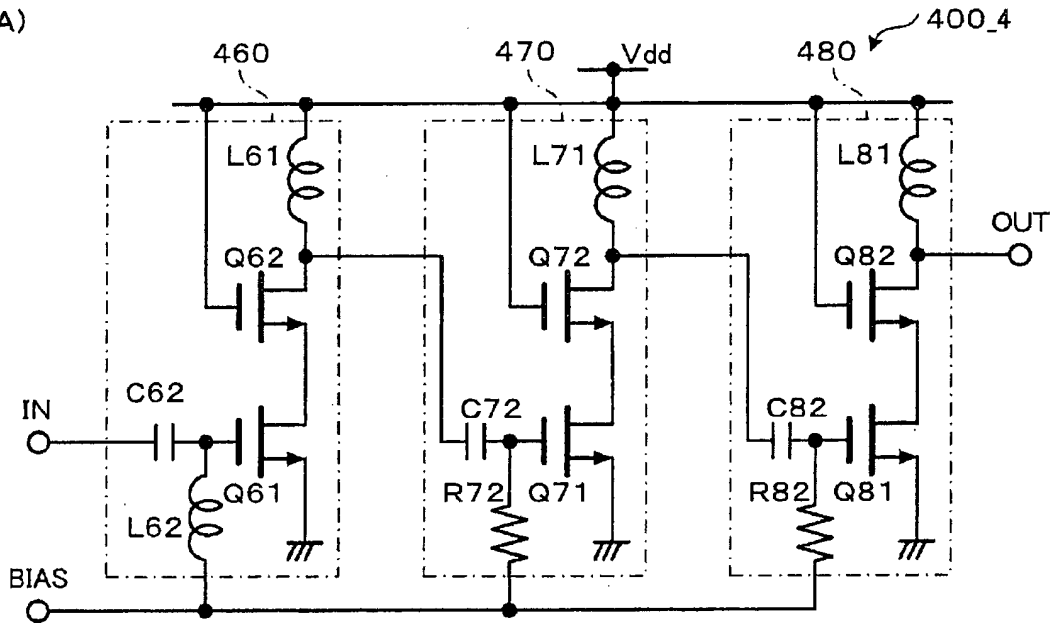 A)
400_4
460
470
Vdd
480
L61
L71
L81
OUT
Q62
Q72
Q82
C62
IN
C72
C82
Q61
R72
Q71
R82
Q81
L62
BIAS